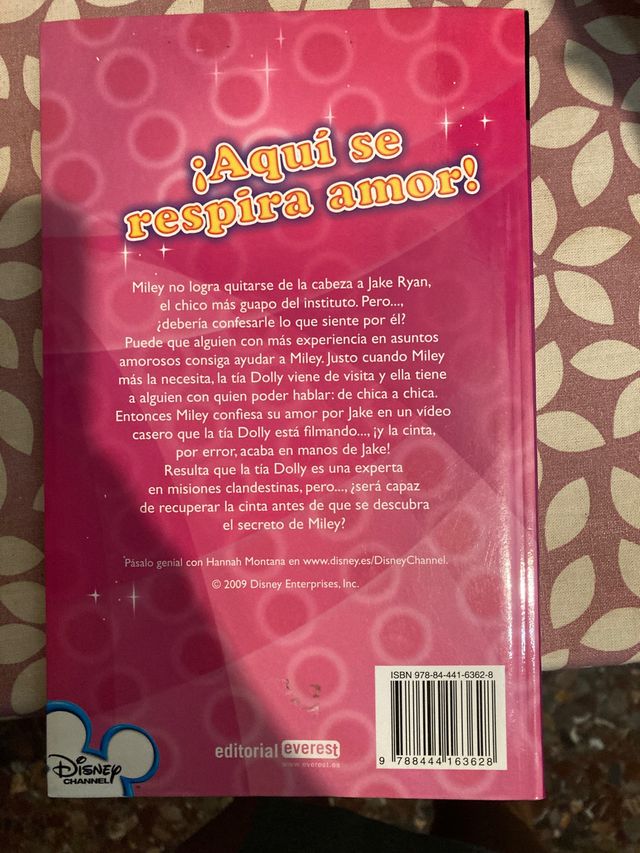 ¡Aquí se
respira amor!
Miley no logra quitarse de la cabeza a Jake Ryan,
el chico más guapo del instituto. Pero...,
¿debería confesarle lo que siente por él?
Puede que alguien con más experiencia en asuntos
amorosos consiga ayudar a Miley. Justo cuando Miley
más la necesita, la tía Dolly viene de visita y ella tiene
a alguien con quien poder hablar: de chica a chica.
Entonces Miley confiesa su amor por Jake en un vídeo
casero que la tía Dolly está filmando..., ¡y la cinta,
por error, acaba en manos de Jake!
Resulta que la tía Dolly es una experta
en misiones clandestinas, pero..., ¿será capaz
de recuperar la cinta antes de que se descubra
el secreto de Miley?
Pásalo genial con Hannah Montana en www.disney.es/DisneyChannel.
© 2009 Disney Enterprises, Inc.
ISBN 978-84-441-6362-8
9 788444 163628
editorial everest
www.everest.es
Disney
CHANNEL